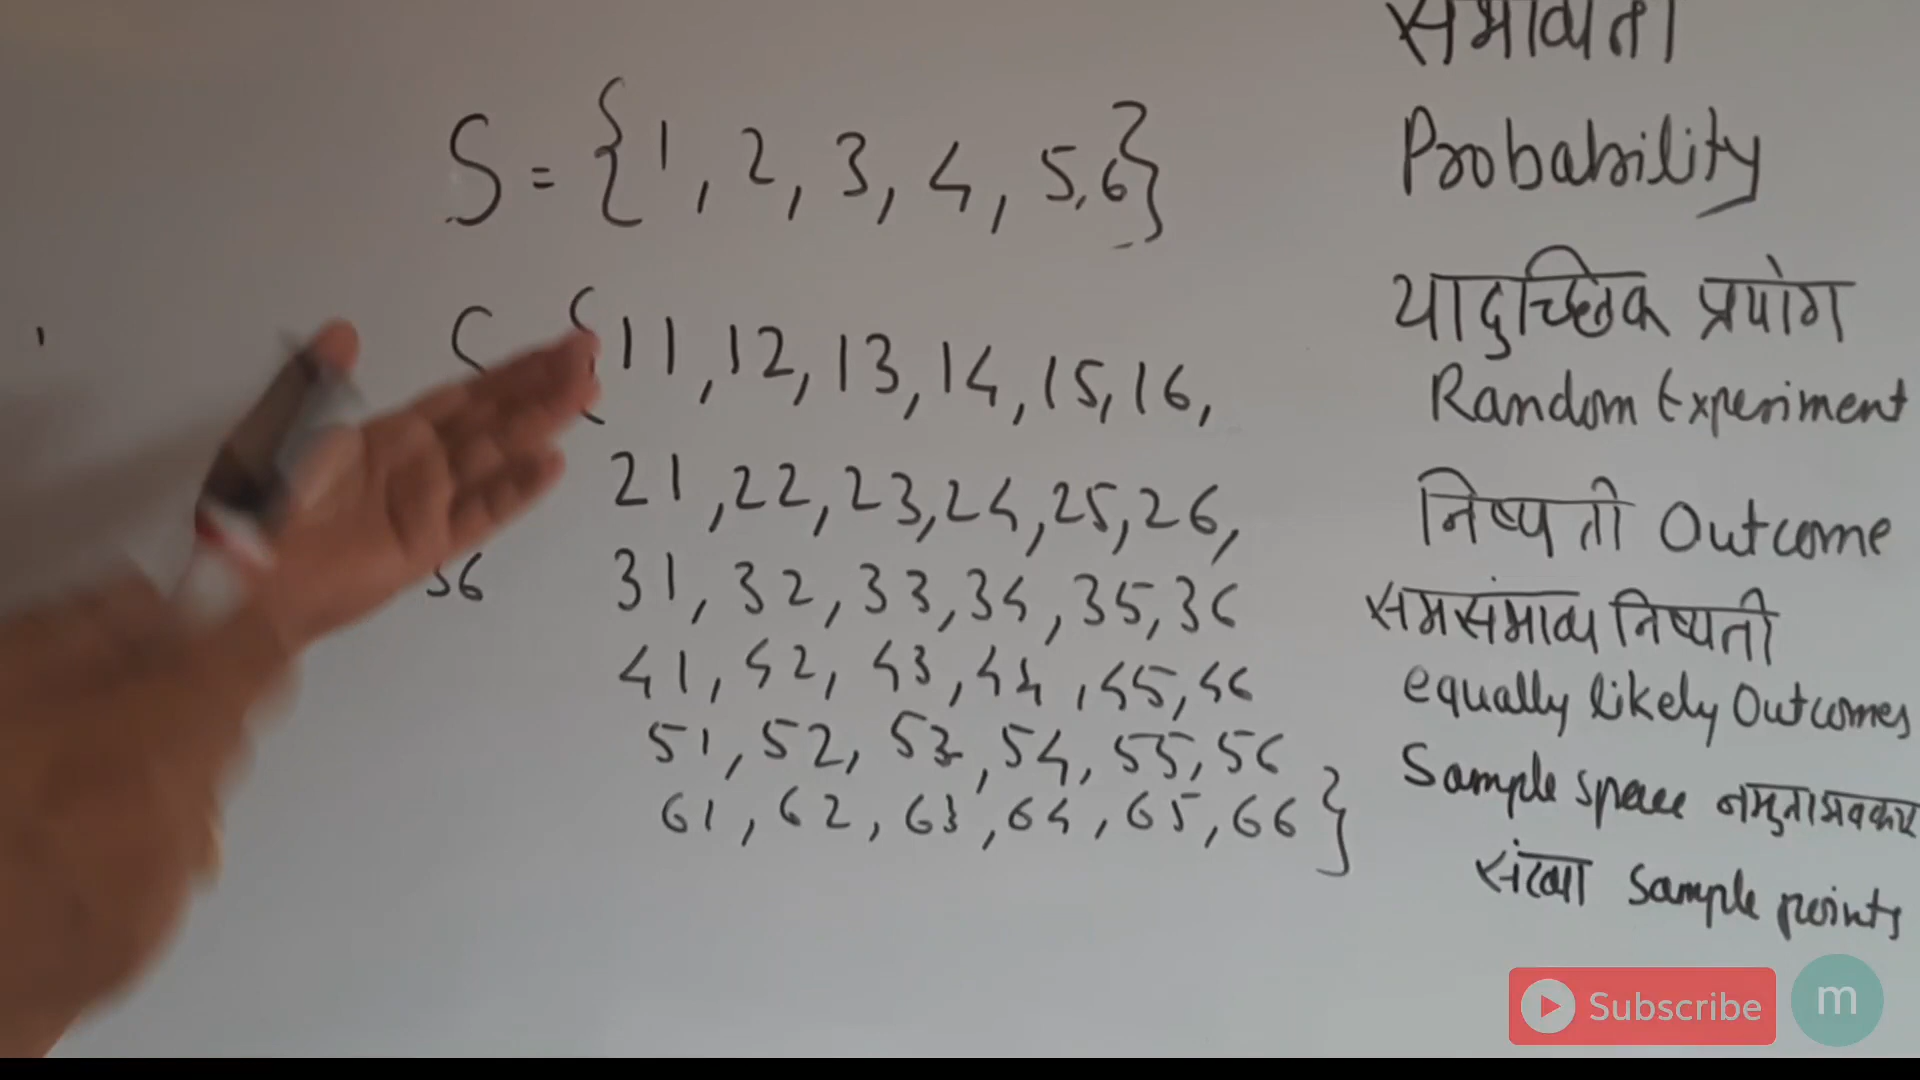 S = {1, 2, 3, 4, 5, 6}
S {11, 12, 13, 14, 15, 16,
21, 22, 23, 24, 25, 26,
36
31, 32, 33, 34, 35, 36
41, 42, 43, 44, 45, 46
51, 52, 53, 54, 55, 56
61, 62, 63, 64, 65, 66 }
Probability
यादुच्छिक प्रयोग
Random Experiment
निष्पती Outcome
समसंभाव्य निष्पती
equally likely Outcomes
Sample space नमुना अवकाश
Sample points
Subscribe m